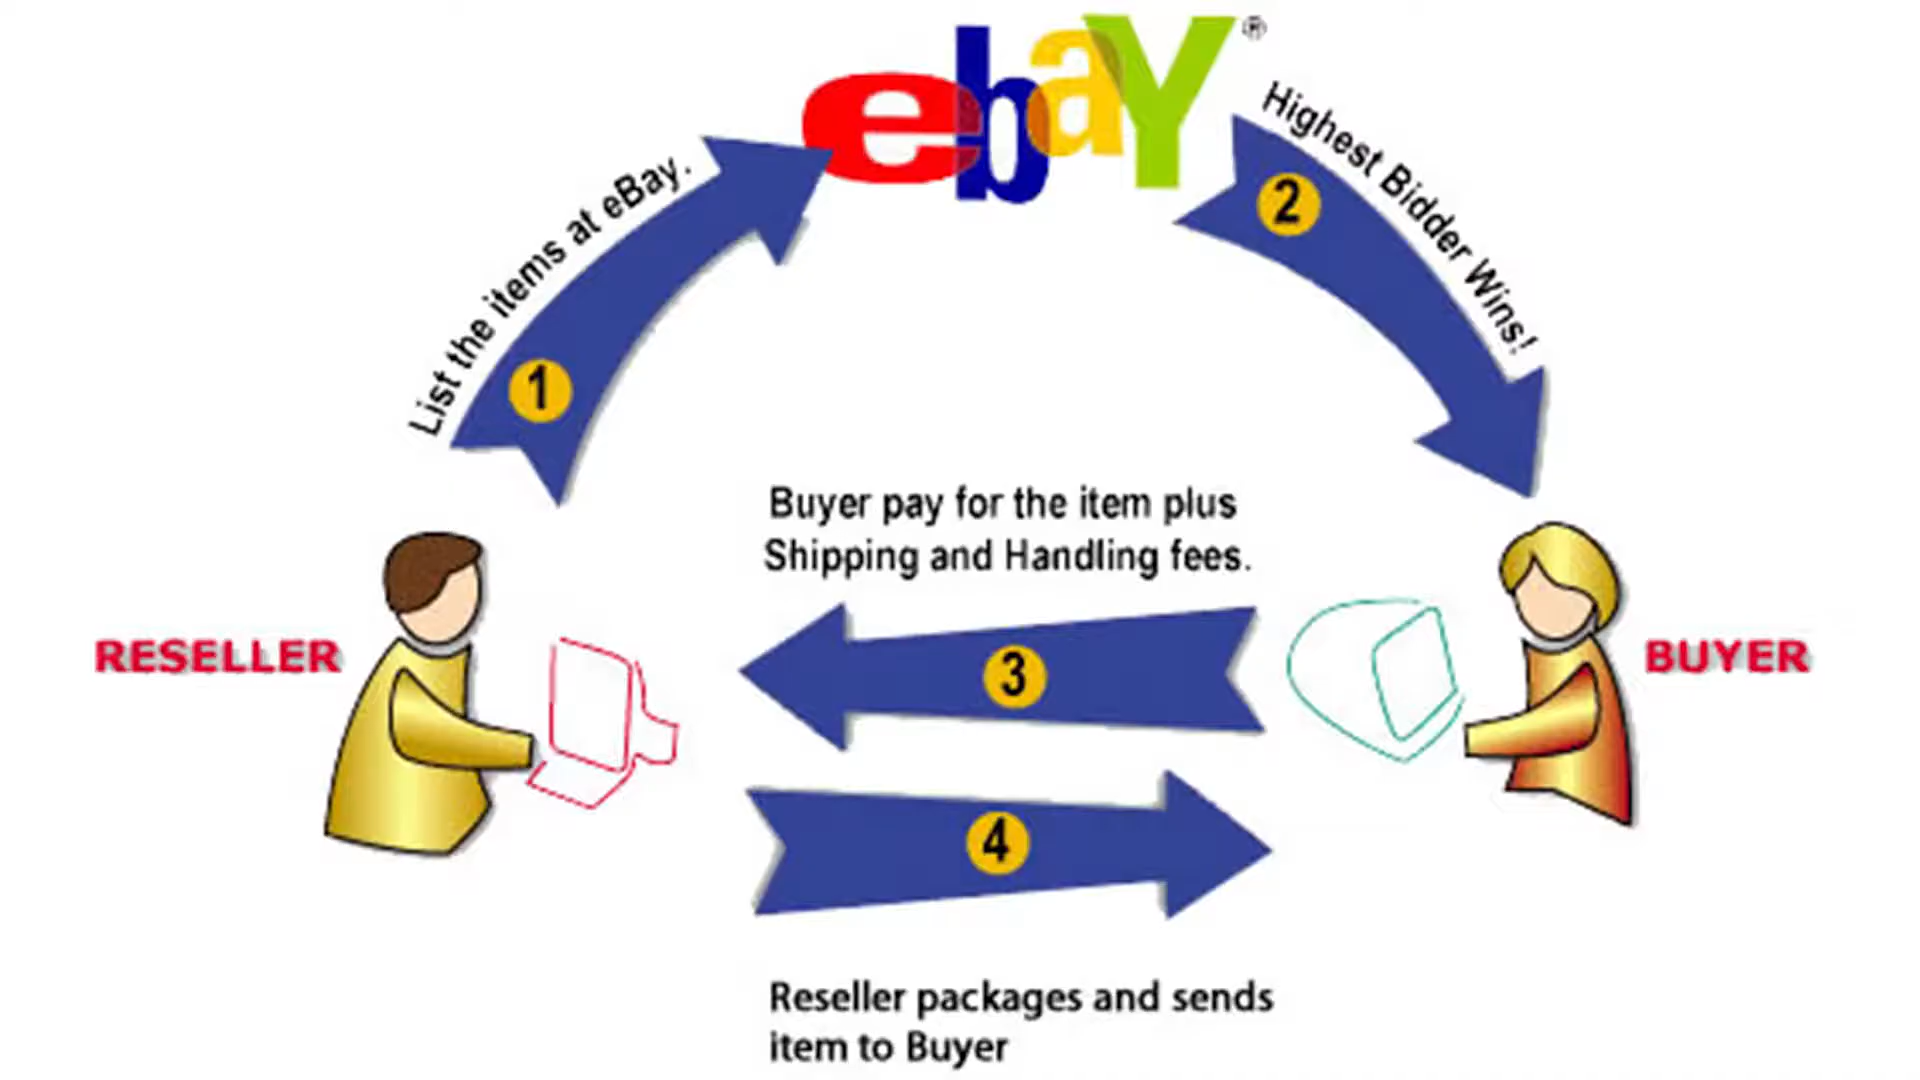 ebaY®
List the items at eBay.
1
Highest Bidder Wins!
2
Buyer pay for the item plus
Shipping and Handling fees.
RESELLER
3
BUYER
4
Reseller packages and sends
item to Buyer